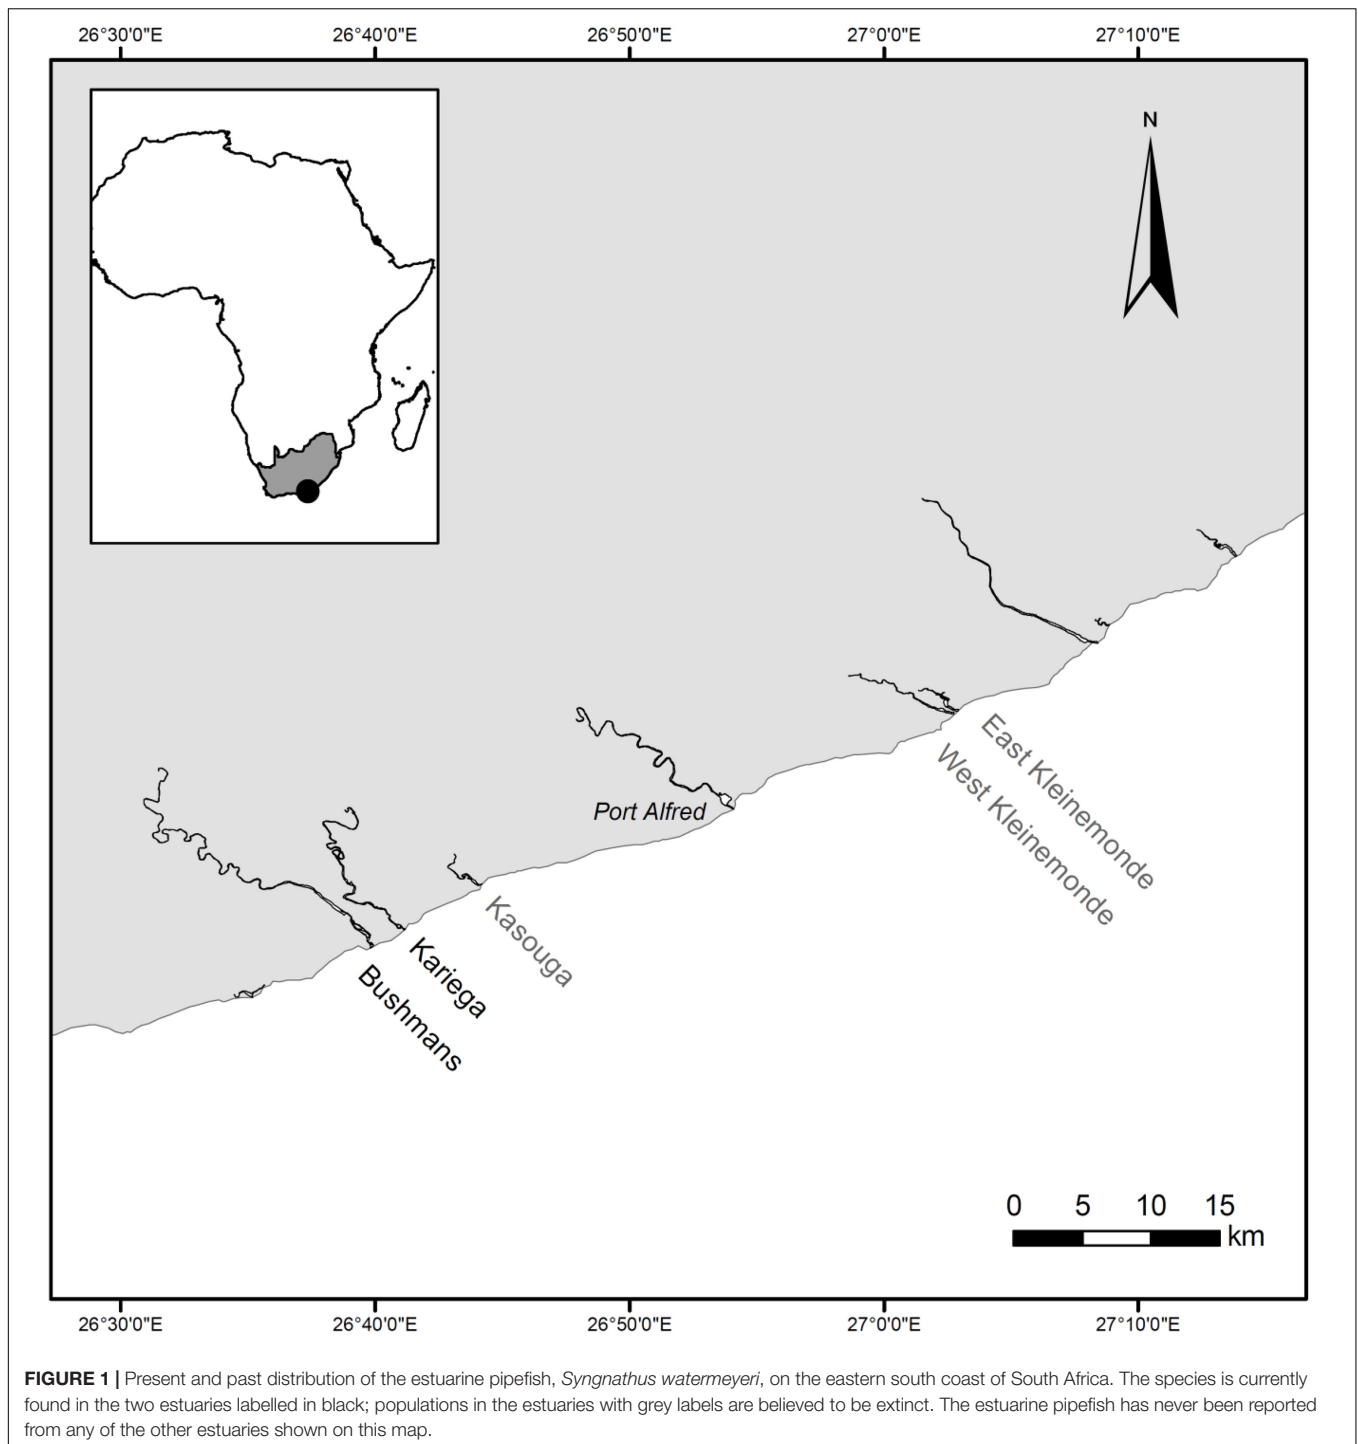 26°30'0"E 26°40'0"E 26°50'0"E 27°0'0"E 27°10'0"E
N
East Kleinemonde
West Kleinemonde
Port Alfred
Kasouga
Kariega
Bushmans
0 5 10 15
km
26°30'0"E 26°40'0"E 26°50'0"E 27°0'0"E 27°10'0"E
FIGURE 1 | Present and past distribution of the estuarine pipefish, Syngnathus watermeyeri, on the eastern south coast of South Africa. The species is currently
found in the two estuaries labelled in black; populations in the estuaries with grey labels are believed to be extinct. The estuarine pipefish has never been reported
from any of the other estuaries shown on this map.